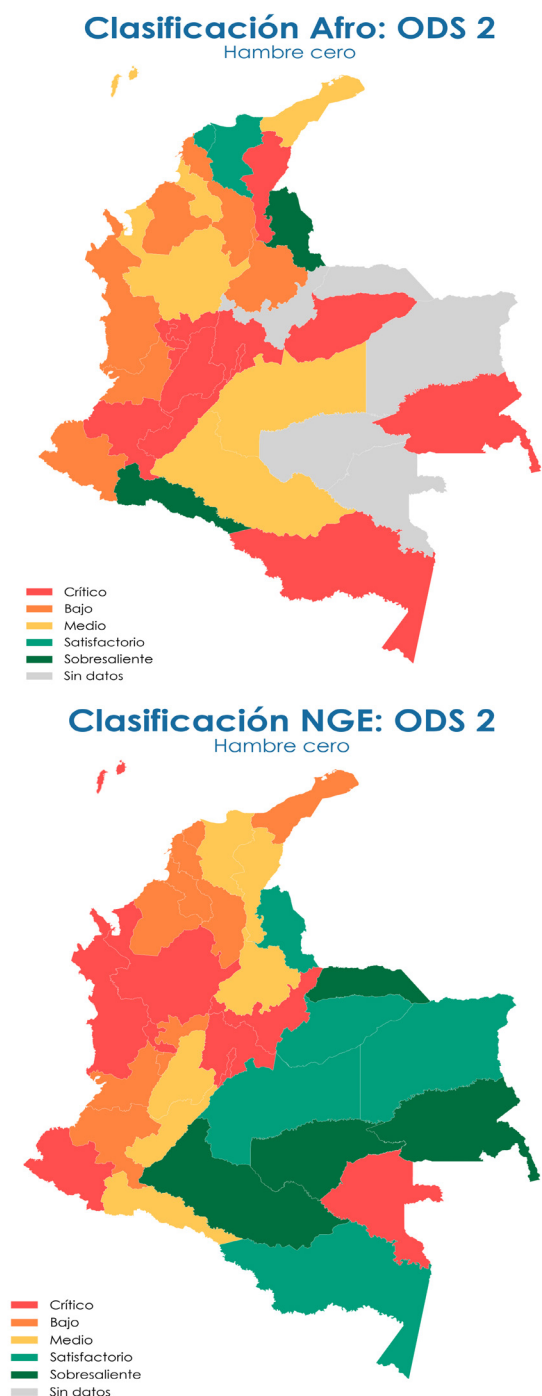 Clasificación Afro: ODS 2
Hambre cero
Crítico
Bajo
Medio
Satisfactorio
Sobresaliente
Sin datos
Clasificación NGE: ODS 2
Hambre cero
Crítico
Bajo
Medio
Satisfactorio
Sobresaliente
Sin datos